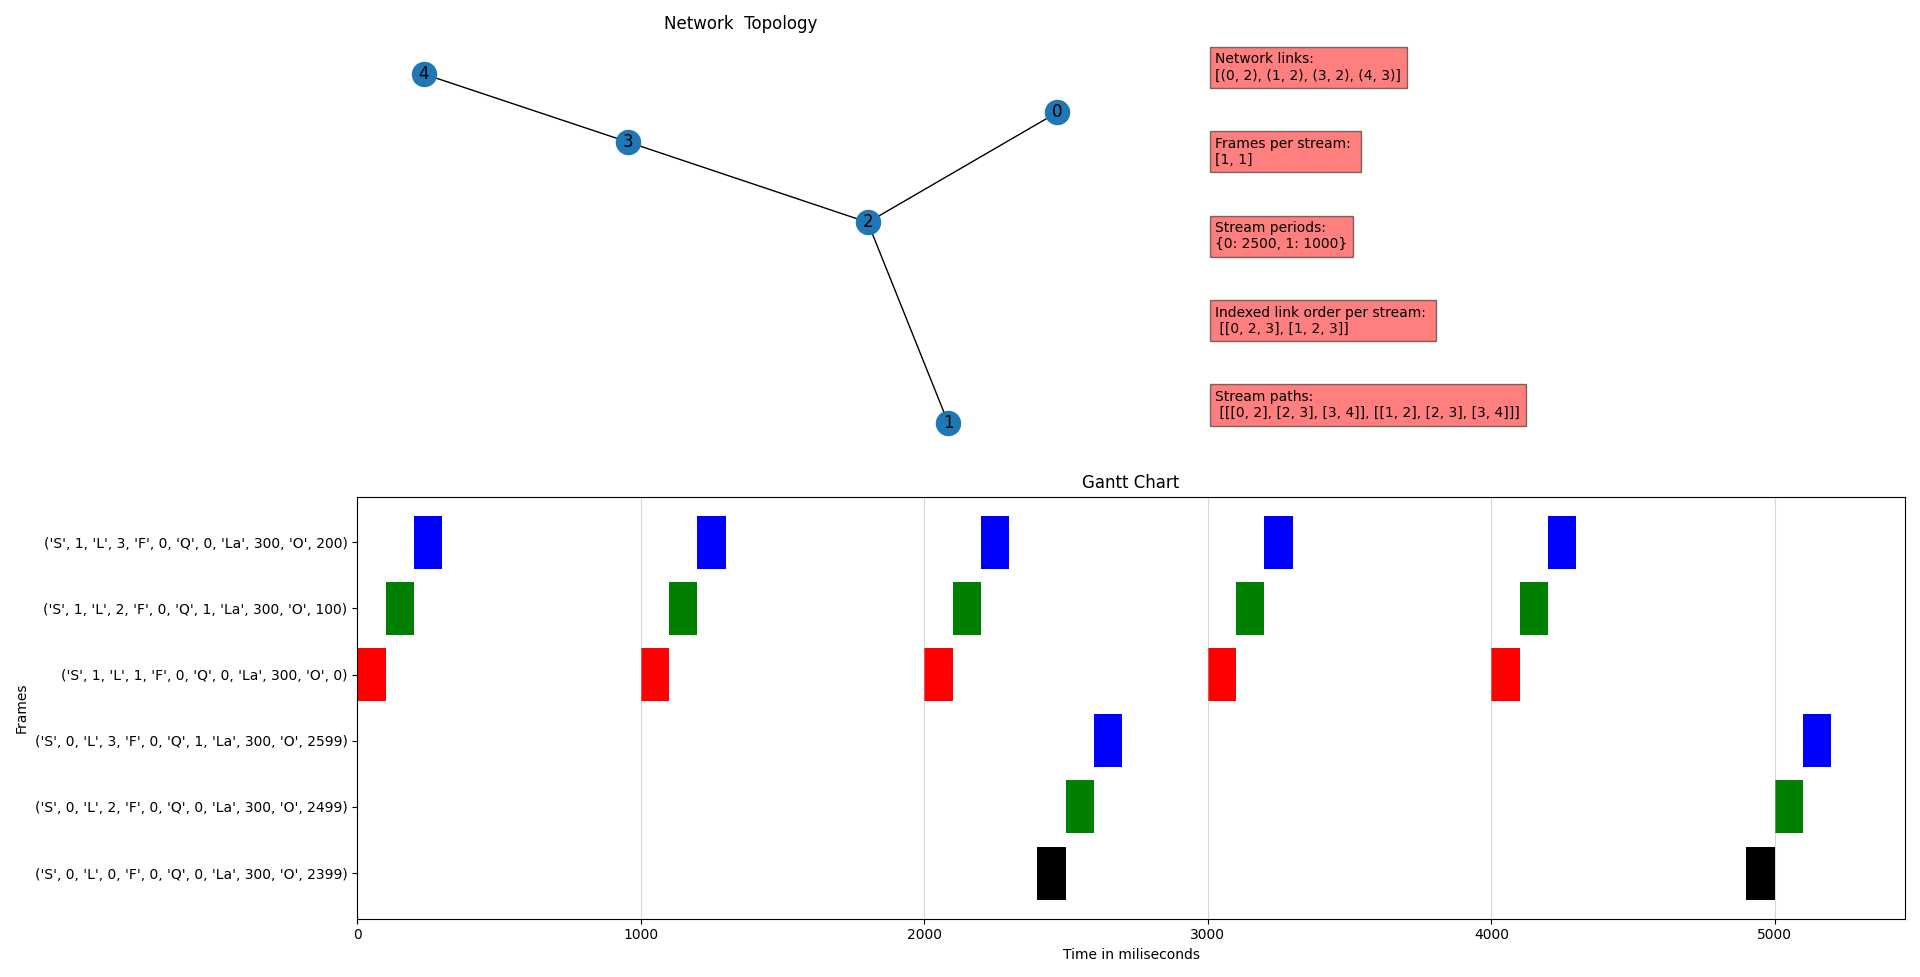 Network  Topology
4
0
3
2
1
Network links:
[(0, 2), (1, 2), (3, 2), (4, 3)]
Frames per stream:
[1, 1]
Stream periods:
{0: 2500, 1: 1000}
Indexed link order per stream:
[[0, 2, 3], [1, 2, 3]]
Stream paths:
[[[0, 2], [2, 3], [3, 4]], [[1, 2], [2, 3], [3, 4]]]
Gantt Chart
Frames
('S', 1, 'L', 3, 'F', 0, 'Q', 0, 'La', 300, 'O', 200)
('S', 1, 'L', 2, 'F', 0, 'Q', 1, 'La', 300, 'O', 100)
('S', 1, 'L', 1, 'F', 0, 'Q', 0, 'La', 300, 'O', 0)
('S', 0, 'L', 3, 'F', 0, 'Q', 1, 'La', 300, 'O', 2599)
('S', 0, 'L', 2, 'F', 0, 'Q', 0, 'La', 300, 'O', 2499)
('S', 0, 'L', 0, 'F', 0, 'Q', 0, 'La', 300, 'O', 2399)
0 1000 2000 3000 4000 5000
Time in miliseconds